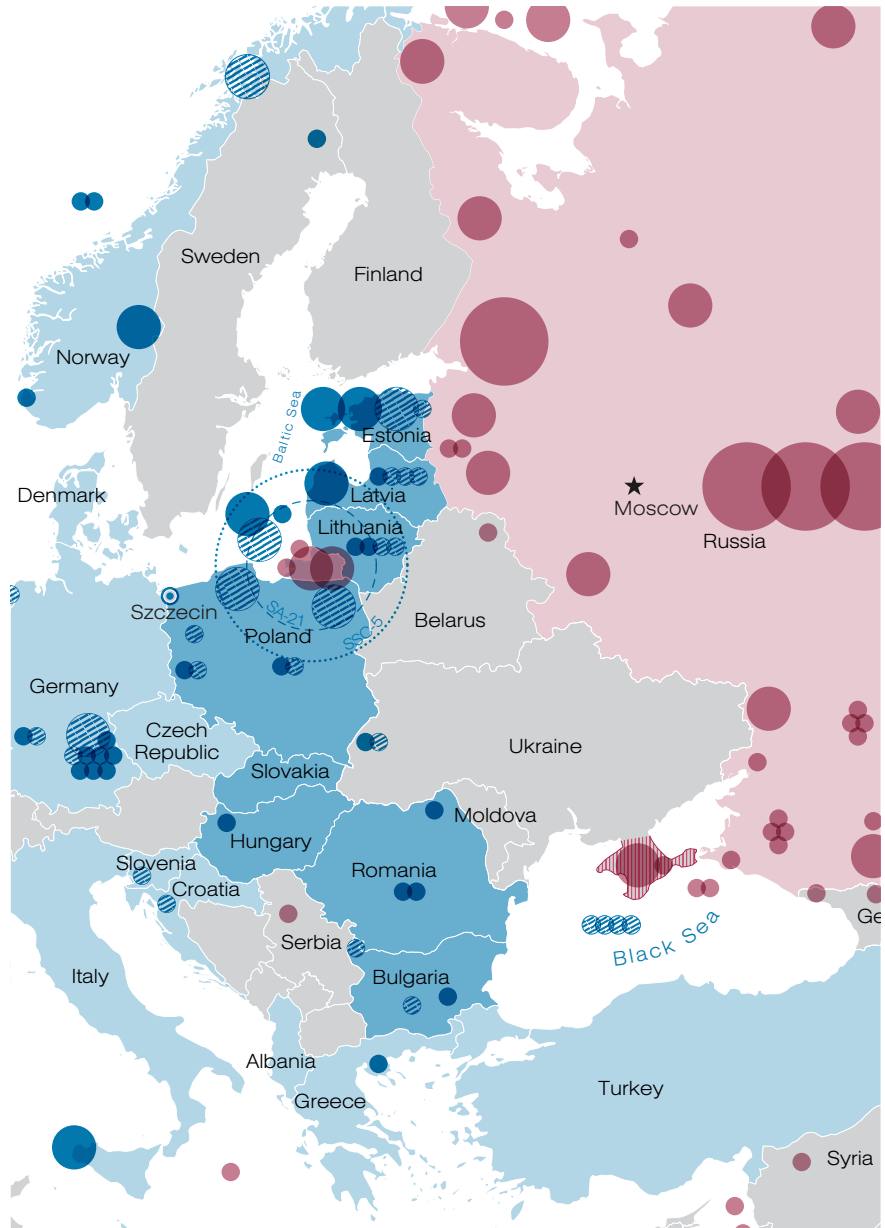 Sweden
Finland
Norway
Baltic Sea
Estonia
Denmark
Latvia
Moscow
Lithuania
Russia
Szczecin
SA-21
SSC-5
Belarus
Poland
Germany
Czech
Republic
Ukraine
Slovakia
Moldova
Hungary
Slovenia
Romania
Croatia
Ge
Serbia
Black Sea
Italy
Bulgaria
Albania
Turkey
Greece
Syria